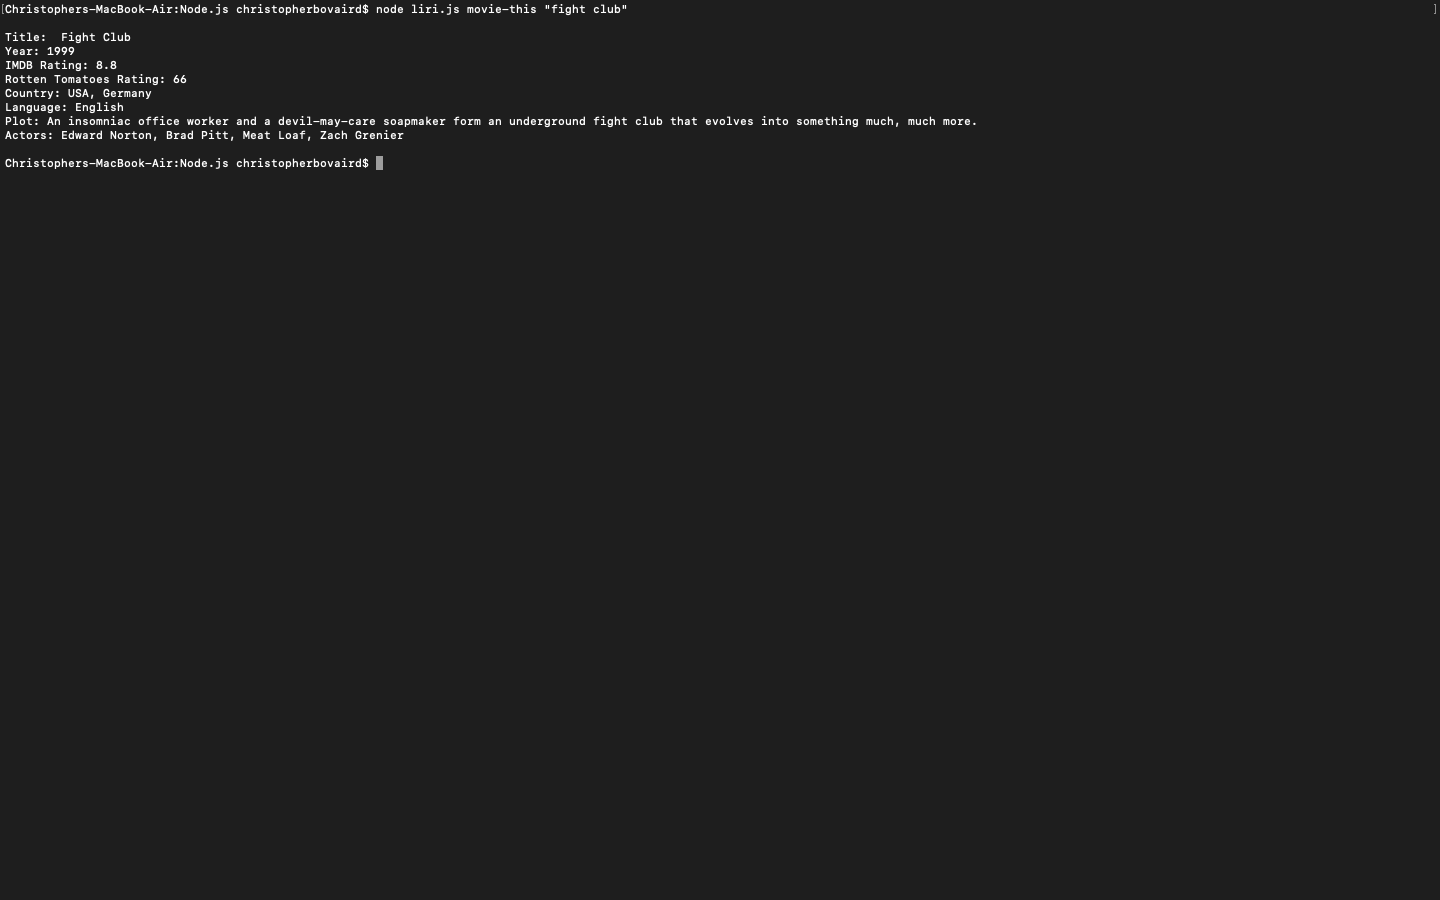 [Christophers-MacBook-Air:Node.js christopherbovaird$ node liri.js movie-this "fight club" ]
Title:  Fight Club
Year: 1999
IMDB Rating: 8.8
Rotten Tomatoes Rating: 66
Country: USA, Germany
Language: English
Plot: An insomniac office worker and a devil-may-care soapmaker form an underground fight club that evolves into something much, much more.
Actors: Edward Norton, Brad Pitt, Meat Loaf, Zach Grenier
Christophers-MacBook-Air:Node.js christopherbovaird$